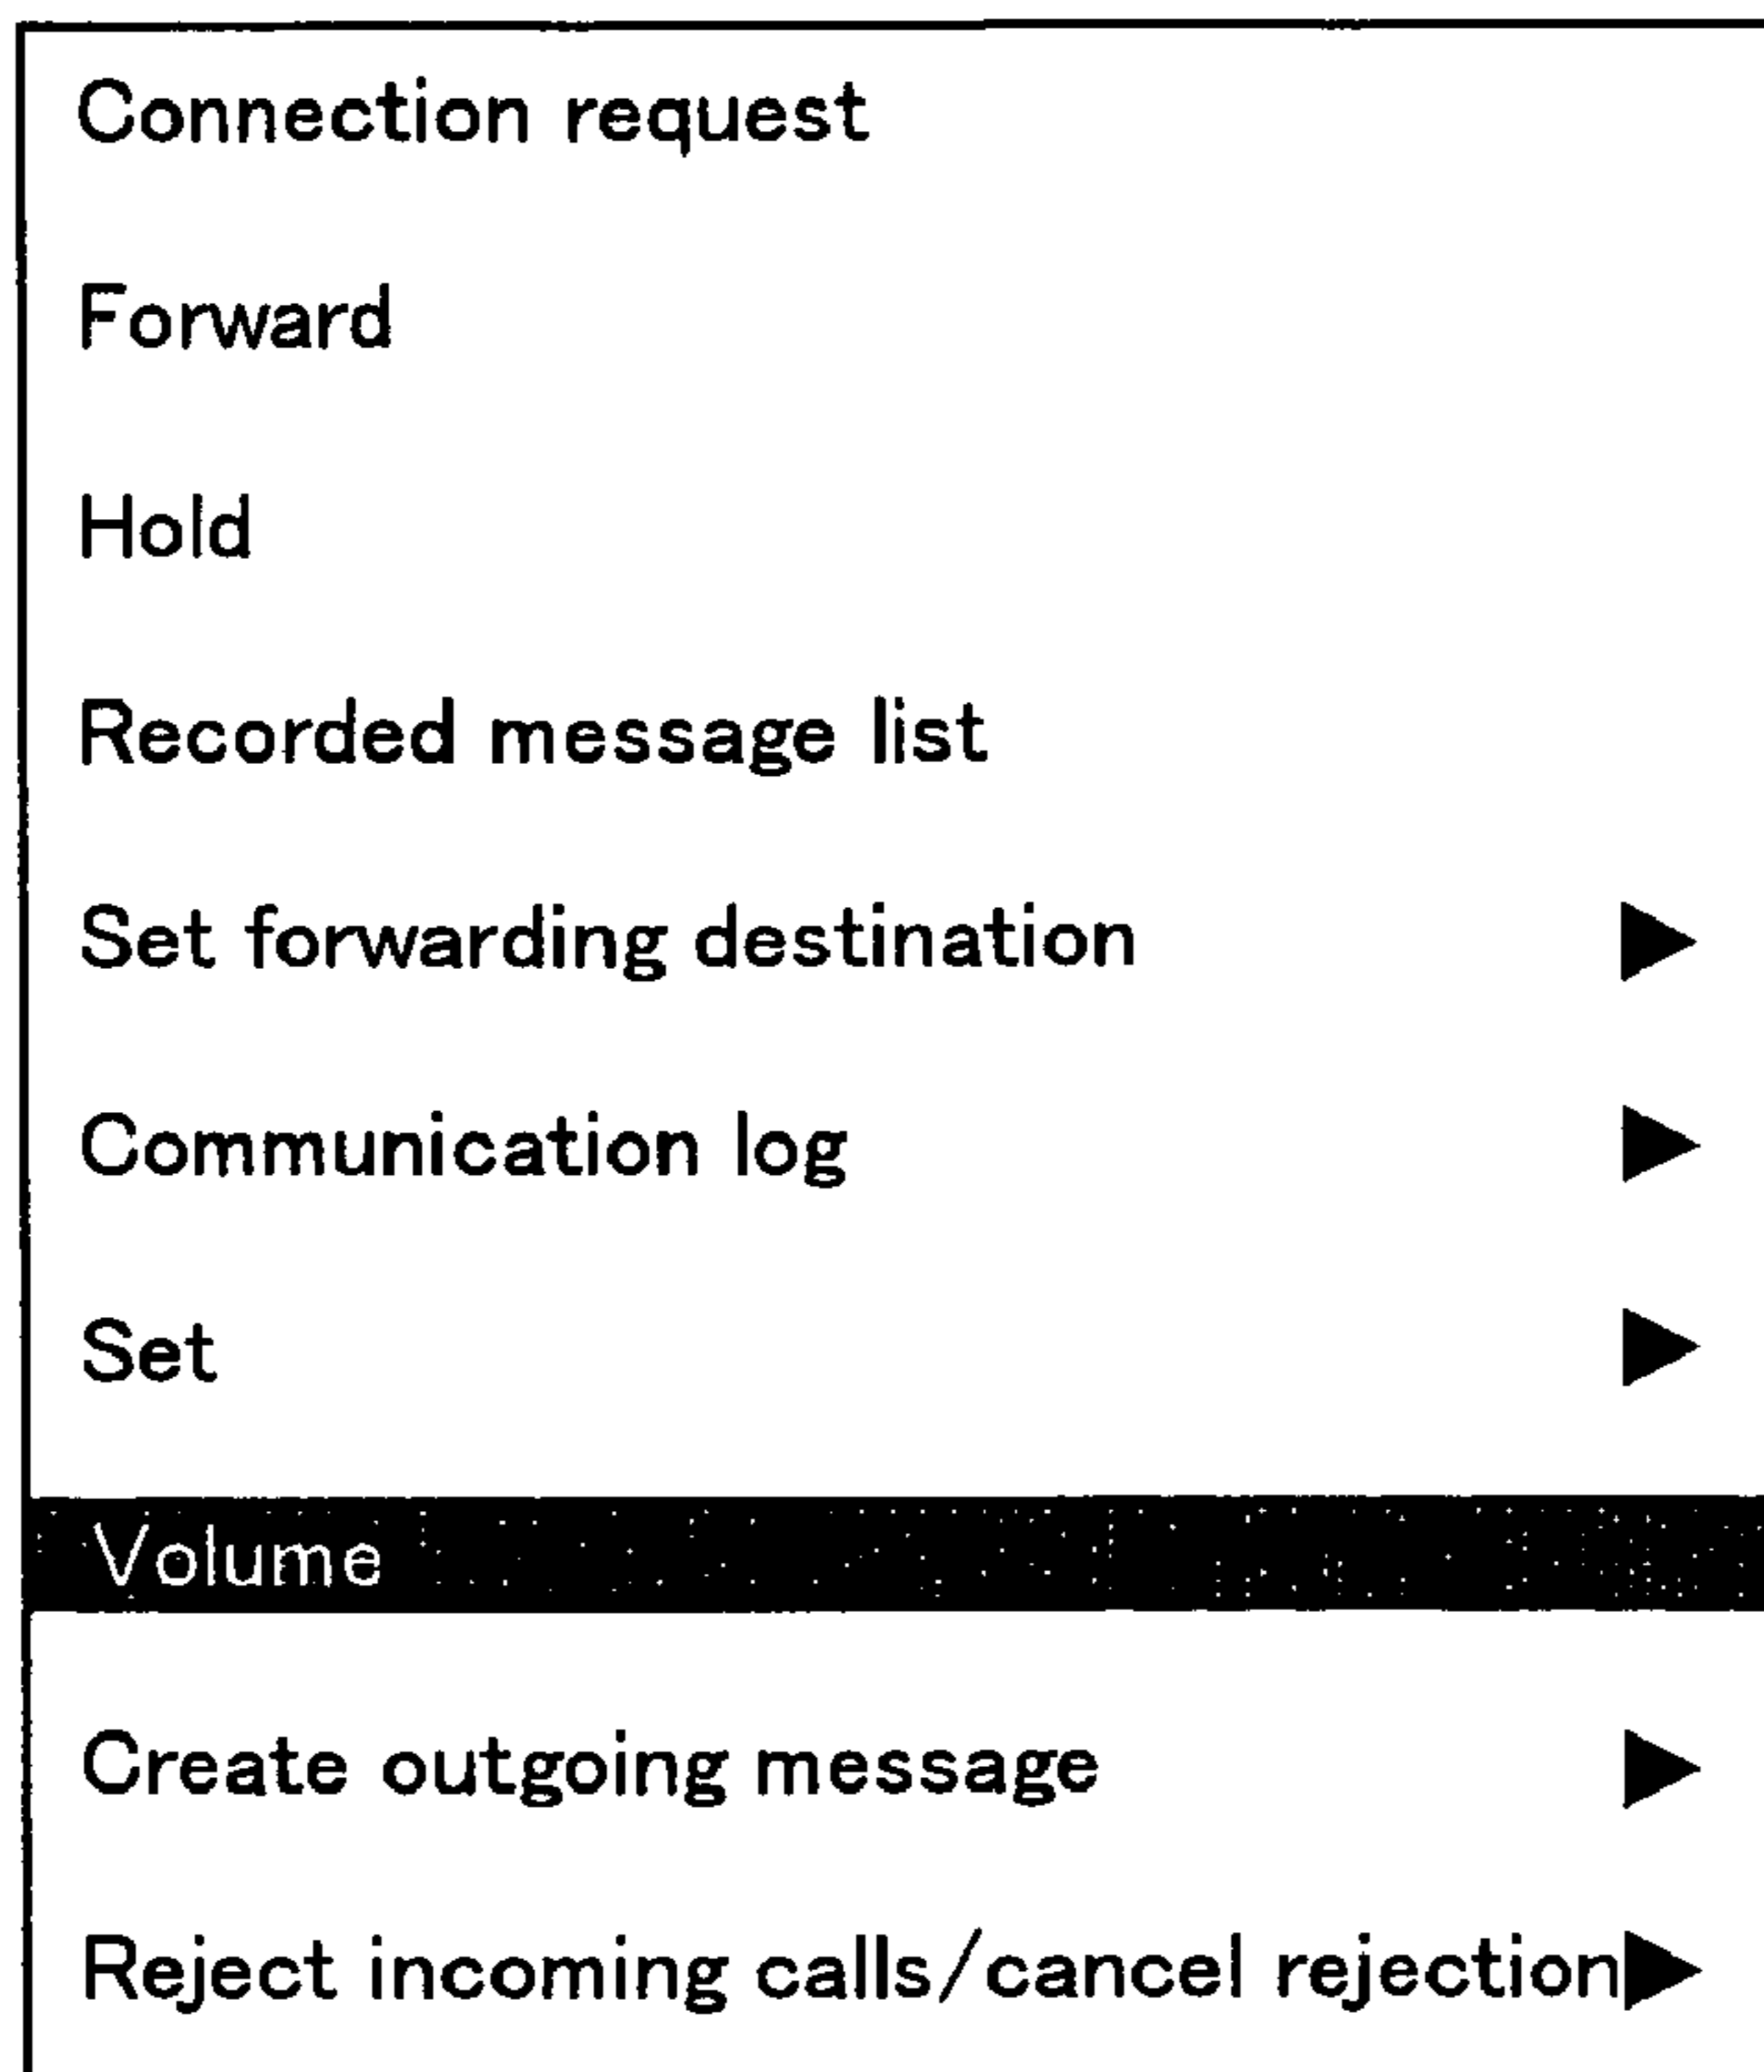 Connection request
Forward
Hold
Recorded message list
Set forwarding destination
Communication log
Set
Volume
Create outgoing message
Reject incoming calls/cancel rejection